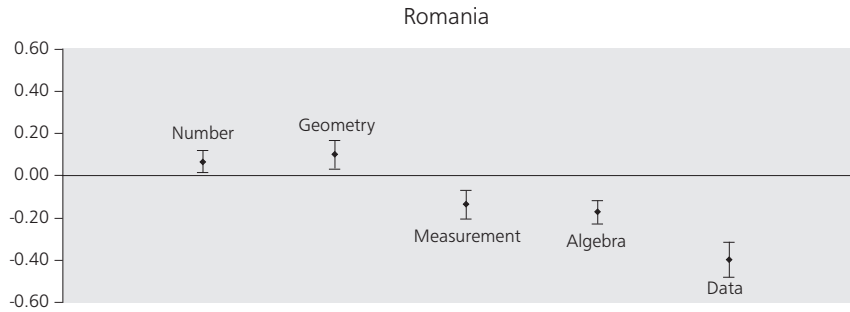 Romania
0.60
0.40
0.20
0.00
-0.20
-0.40
-0.60
Number
Geometry
Measurement
Algebra
Data